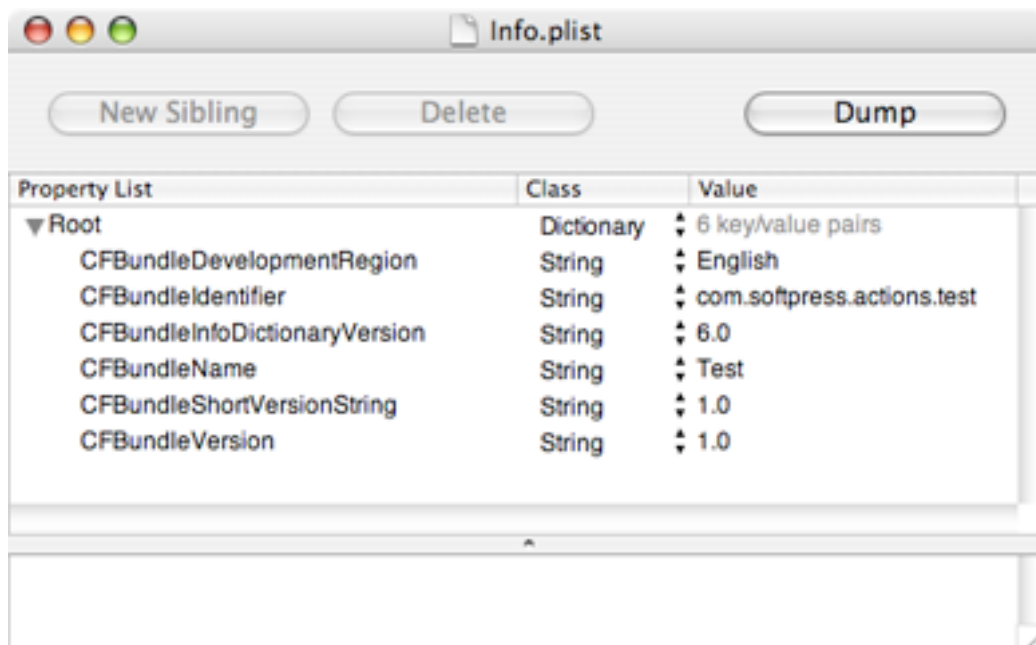 Info.plist
New Sibling Delete Dump
Property List Class Value
Root Dictionary 6 key/value pairs
CFBundleDevelopmentRegion String English
CFBundleIdentifier String com.softpress.actions.test
CFBundleInfoDictionaryVersion String 6.0
CFBundleName String Test
CFBundleShortVersionString String 1.0
CFBundleVersion String 1.0